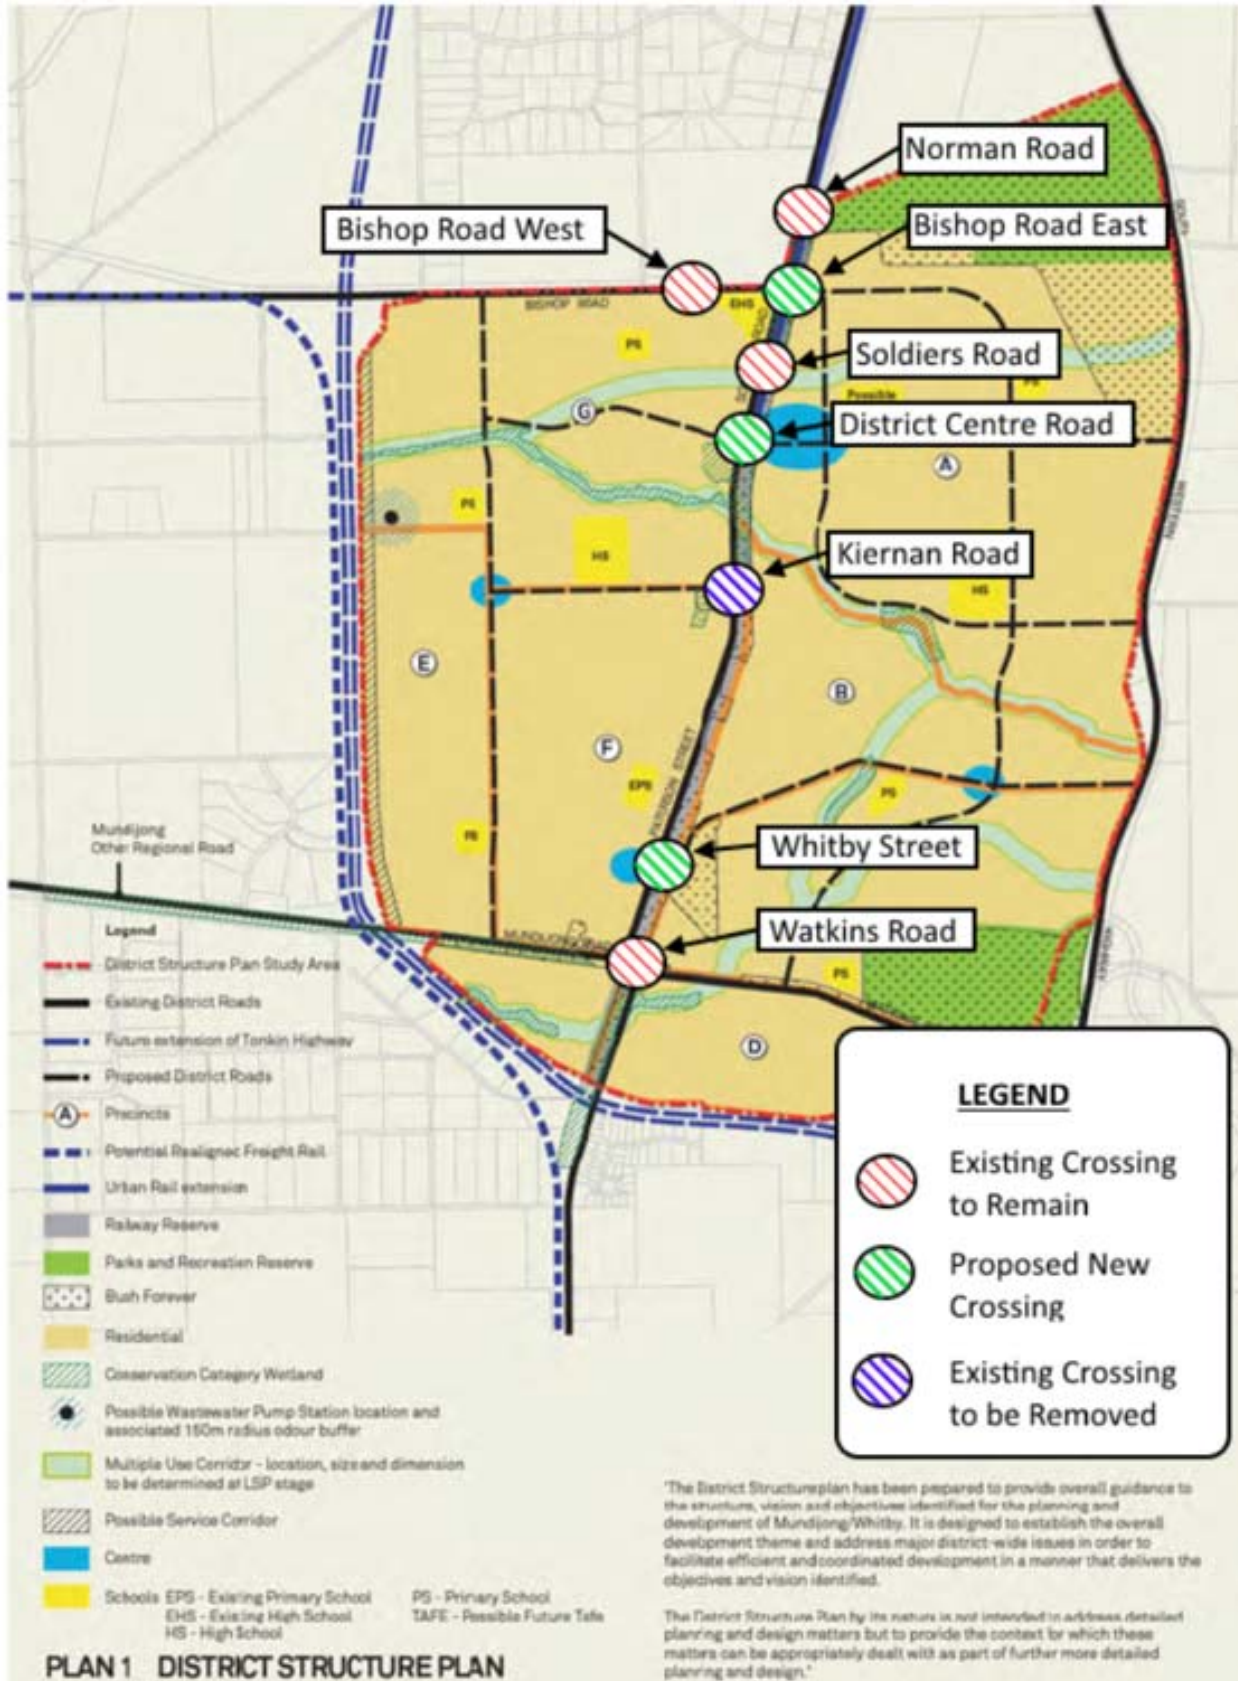 Norman Road
Bishop Road West
Bishop Road East
BISHOP ROAD
EHS
ROAD
PS
Soldiers Road
PS
Possible
G
District Centre Road
A
PS
HS
Kiernan Road
HS
WESTERN
E
B
F
PATERSON STREET
EPS
PS
Mundijong
Other Regional Road
PS
Whitby Street
Watkins Road
MUNDIJONG ROAD
PS
D
Legend
District Structure Plan Study Area
Existing District Roads
Future extension of Tonkin Highway
Proposed District Roads
A Precincts
Potential Realigned Freight Rail
Urban Rail extension
Railway Reserve
Parks and Recreation Reserve
Bush Forever
Residential
Conservation Category Wetland
Possible Wastewater Pump Station location and
associated 150m radius odour buffer
Multiple Use Corridor - location, size and dimension
to be determined at LSP stage
Possible Service Corridor
Centre
Schools EPS - Existing Primary School PS - Primary School
EHS - Existing High School TAFE - Possible Future Tafe
HS - High School
PLAN 1 DISTRICT STRUCTURE PLAN
LEGEND
Existing Crossing
to Remain
Proposed New
Crossing
Existing Crossing
to be Removed
"The District Structure plan has been prepared to provide overall guidance to
the structure, vision and objectives identified for the planning and
development of Mundijong/Whitby. It is designed to establish the overall
development theme and address major district-wide issues in order to
facilitate efficient and coordinated development in a manner that delivers the
objectives and vision identified.
The District Structure Plan by its nature is not intended to address detailed
planning and design matters but to provide the context for which these
matters can be appropriately dealt with as part of further more detailed
planning and design."